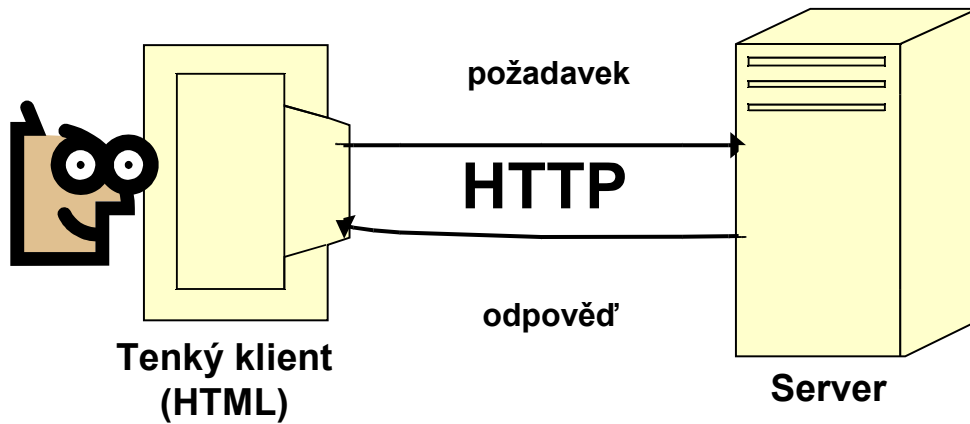 požadavek
HTTP
odpověď
Tenký klient
(HTML)
Server